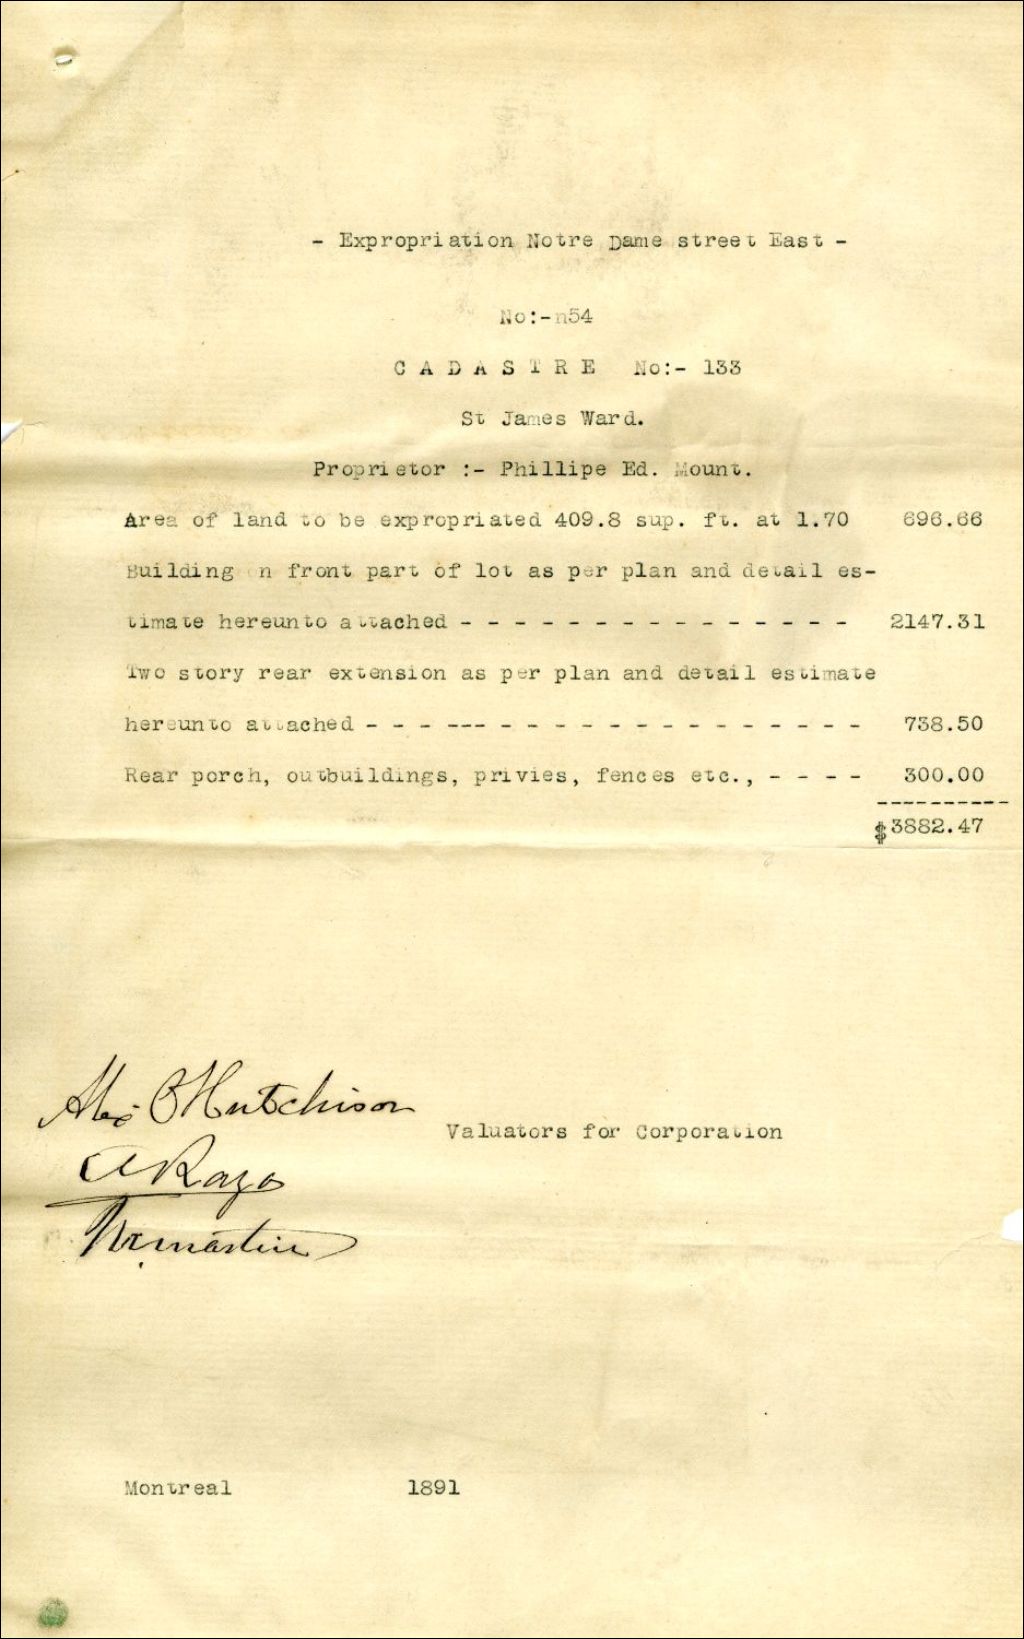 - Expropriation Notre Dame street East -
No:-n54
C A D A S T R E No:- 133
St James Ward.
Proprietor :- Phillipe Ed. Mount.
Area of land to be expropriated 409.8 sup. ft. at 1.70 696.66
Building on front part of lot as per plan and detail es-
timate hereunto attached - - - - - - - - - - - - - - - 2147.31
Two story rear extension as per plan and detail estimate
hereunto attached - - - - --- - - - - - - - - - - - - - - - 738.50
Rear porch, outbuildings, privies, fences etc., - - - - 300.00
----------
$3882.47
Alex C Hutchison
Valuators for Corporation
Montreal 1891